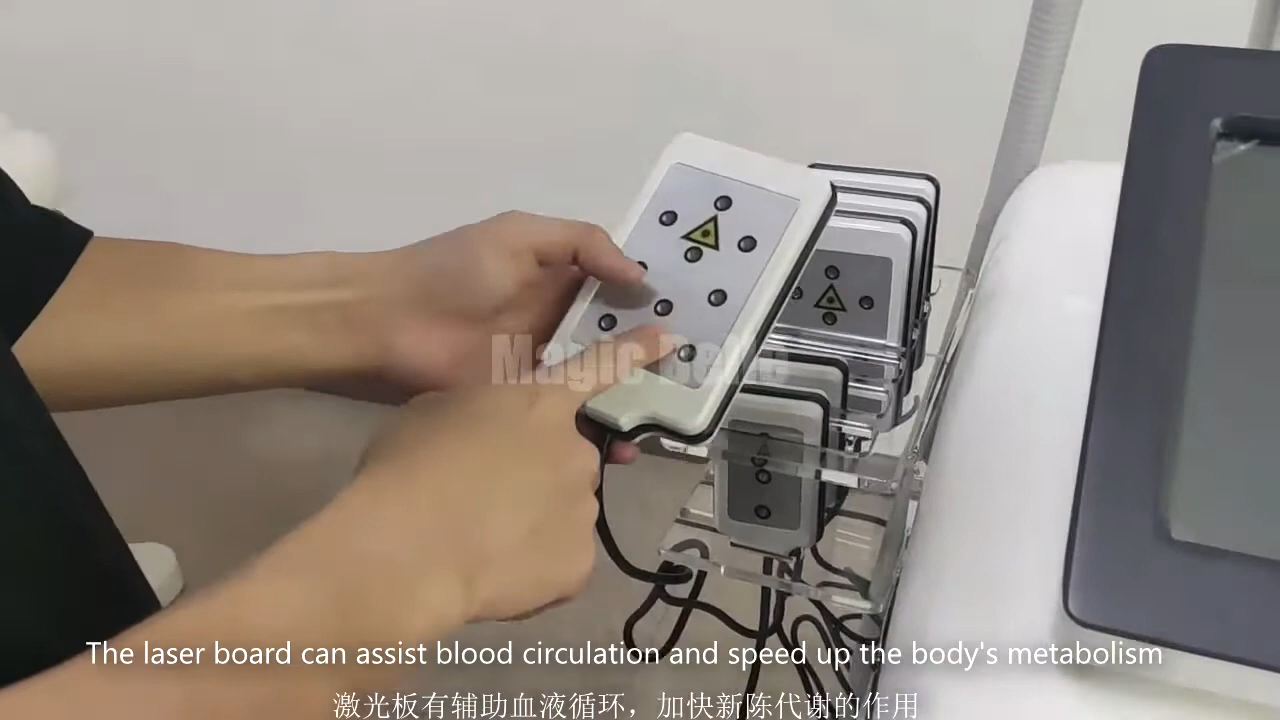 Magic
The laser board can assist blood circulation and speed up the body's metabolism
激光板有辅助血液循环，加快新陈代谢的作用